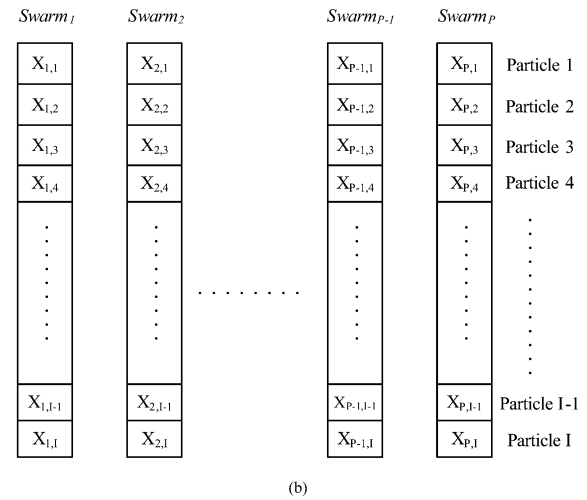 Swarm1 Swarm2 SwarmP-1 SwarmP
X1,1 X2,1 XP-1,1 XP,1 Particle 1
X1,2 X2,2 XP-1,2 XP,2 Particle 2
X1,3 X2,3 XP-1,3 XP,3 Particle 3
X1,4 X2,4 XP-1,4 XP,4 Particle 4
X1,I-1 X2,I-1 XP-1,I-1 XP,I-1 Particle I-1
X1,I X2,I XP-1,I XP,I Particle I
(b)